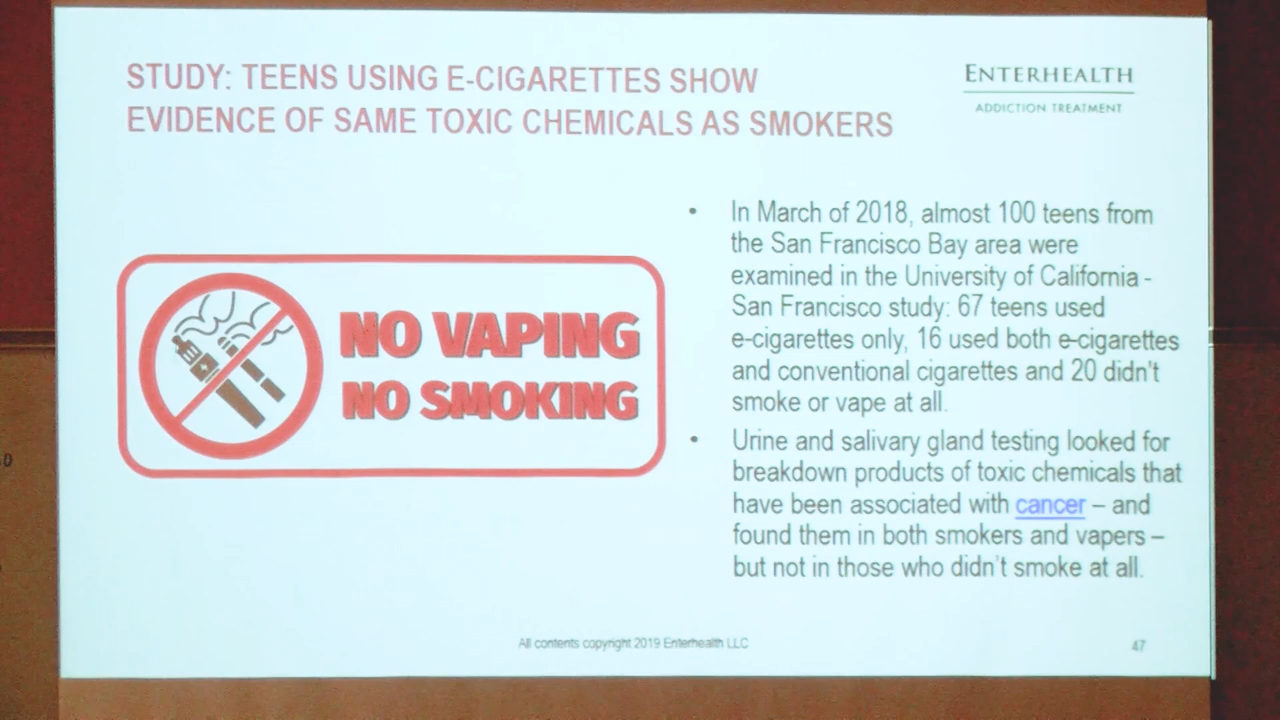 STUDY: TEENS USING E-CIGARETTES SHOW
EVIDENCE OF SAME TOXIC CHEMICALS AS SMOKERS
ENTERHEALTH
ADDICTION TREATMENT
NO VAPING
NO SMOKING
• In March of 2018, almost 100 teens from
the San Francisco Bay area were
examined in the University of California -
San Francisco study: 67 teens used
e-cigarettes only, 16 used both e-cigarettes
and conventional cigarettes and 20 didn't
smoke or vape at all.
• Urine and salivary gland testing looked for
breakdown products of toxic chemicals that
have been associated with cancer – and
found them in both smokers and vapers –
but not in those who didn't smoke at all.
All contents copyright 2019 Enterhealth LLC
47